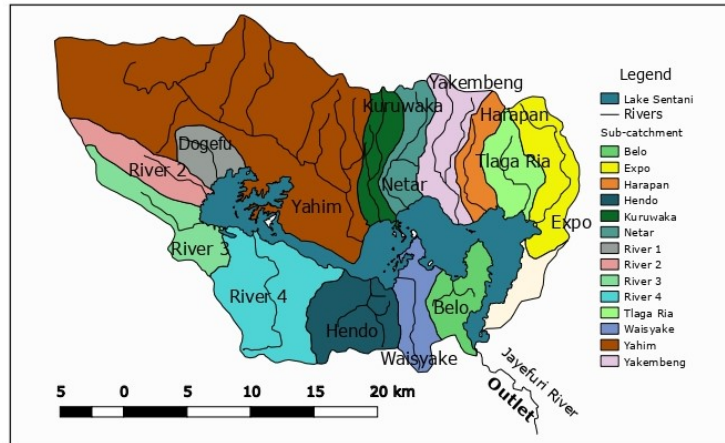 Yakembeng
Kuruwaka
Harapan
Dogefu
Tlaga Ria
River 2
Netar
Yahim
Expo
River 3
River 4
Belo
Hendo
Waisyake
Jayefuri River
Outlet
5 0 5 10 15 20 km
Legend
Lake Sentani
Rivers
Sub-catchment
Belo
Expo
Harapan
Hendo
Kuruwaka
Netar
River 1
River 2
River 3
River 4
Tlaga Ria
Waisyake
Yahim
Yakembeng